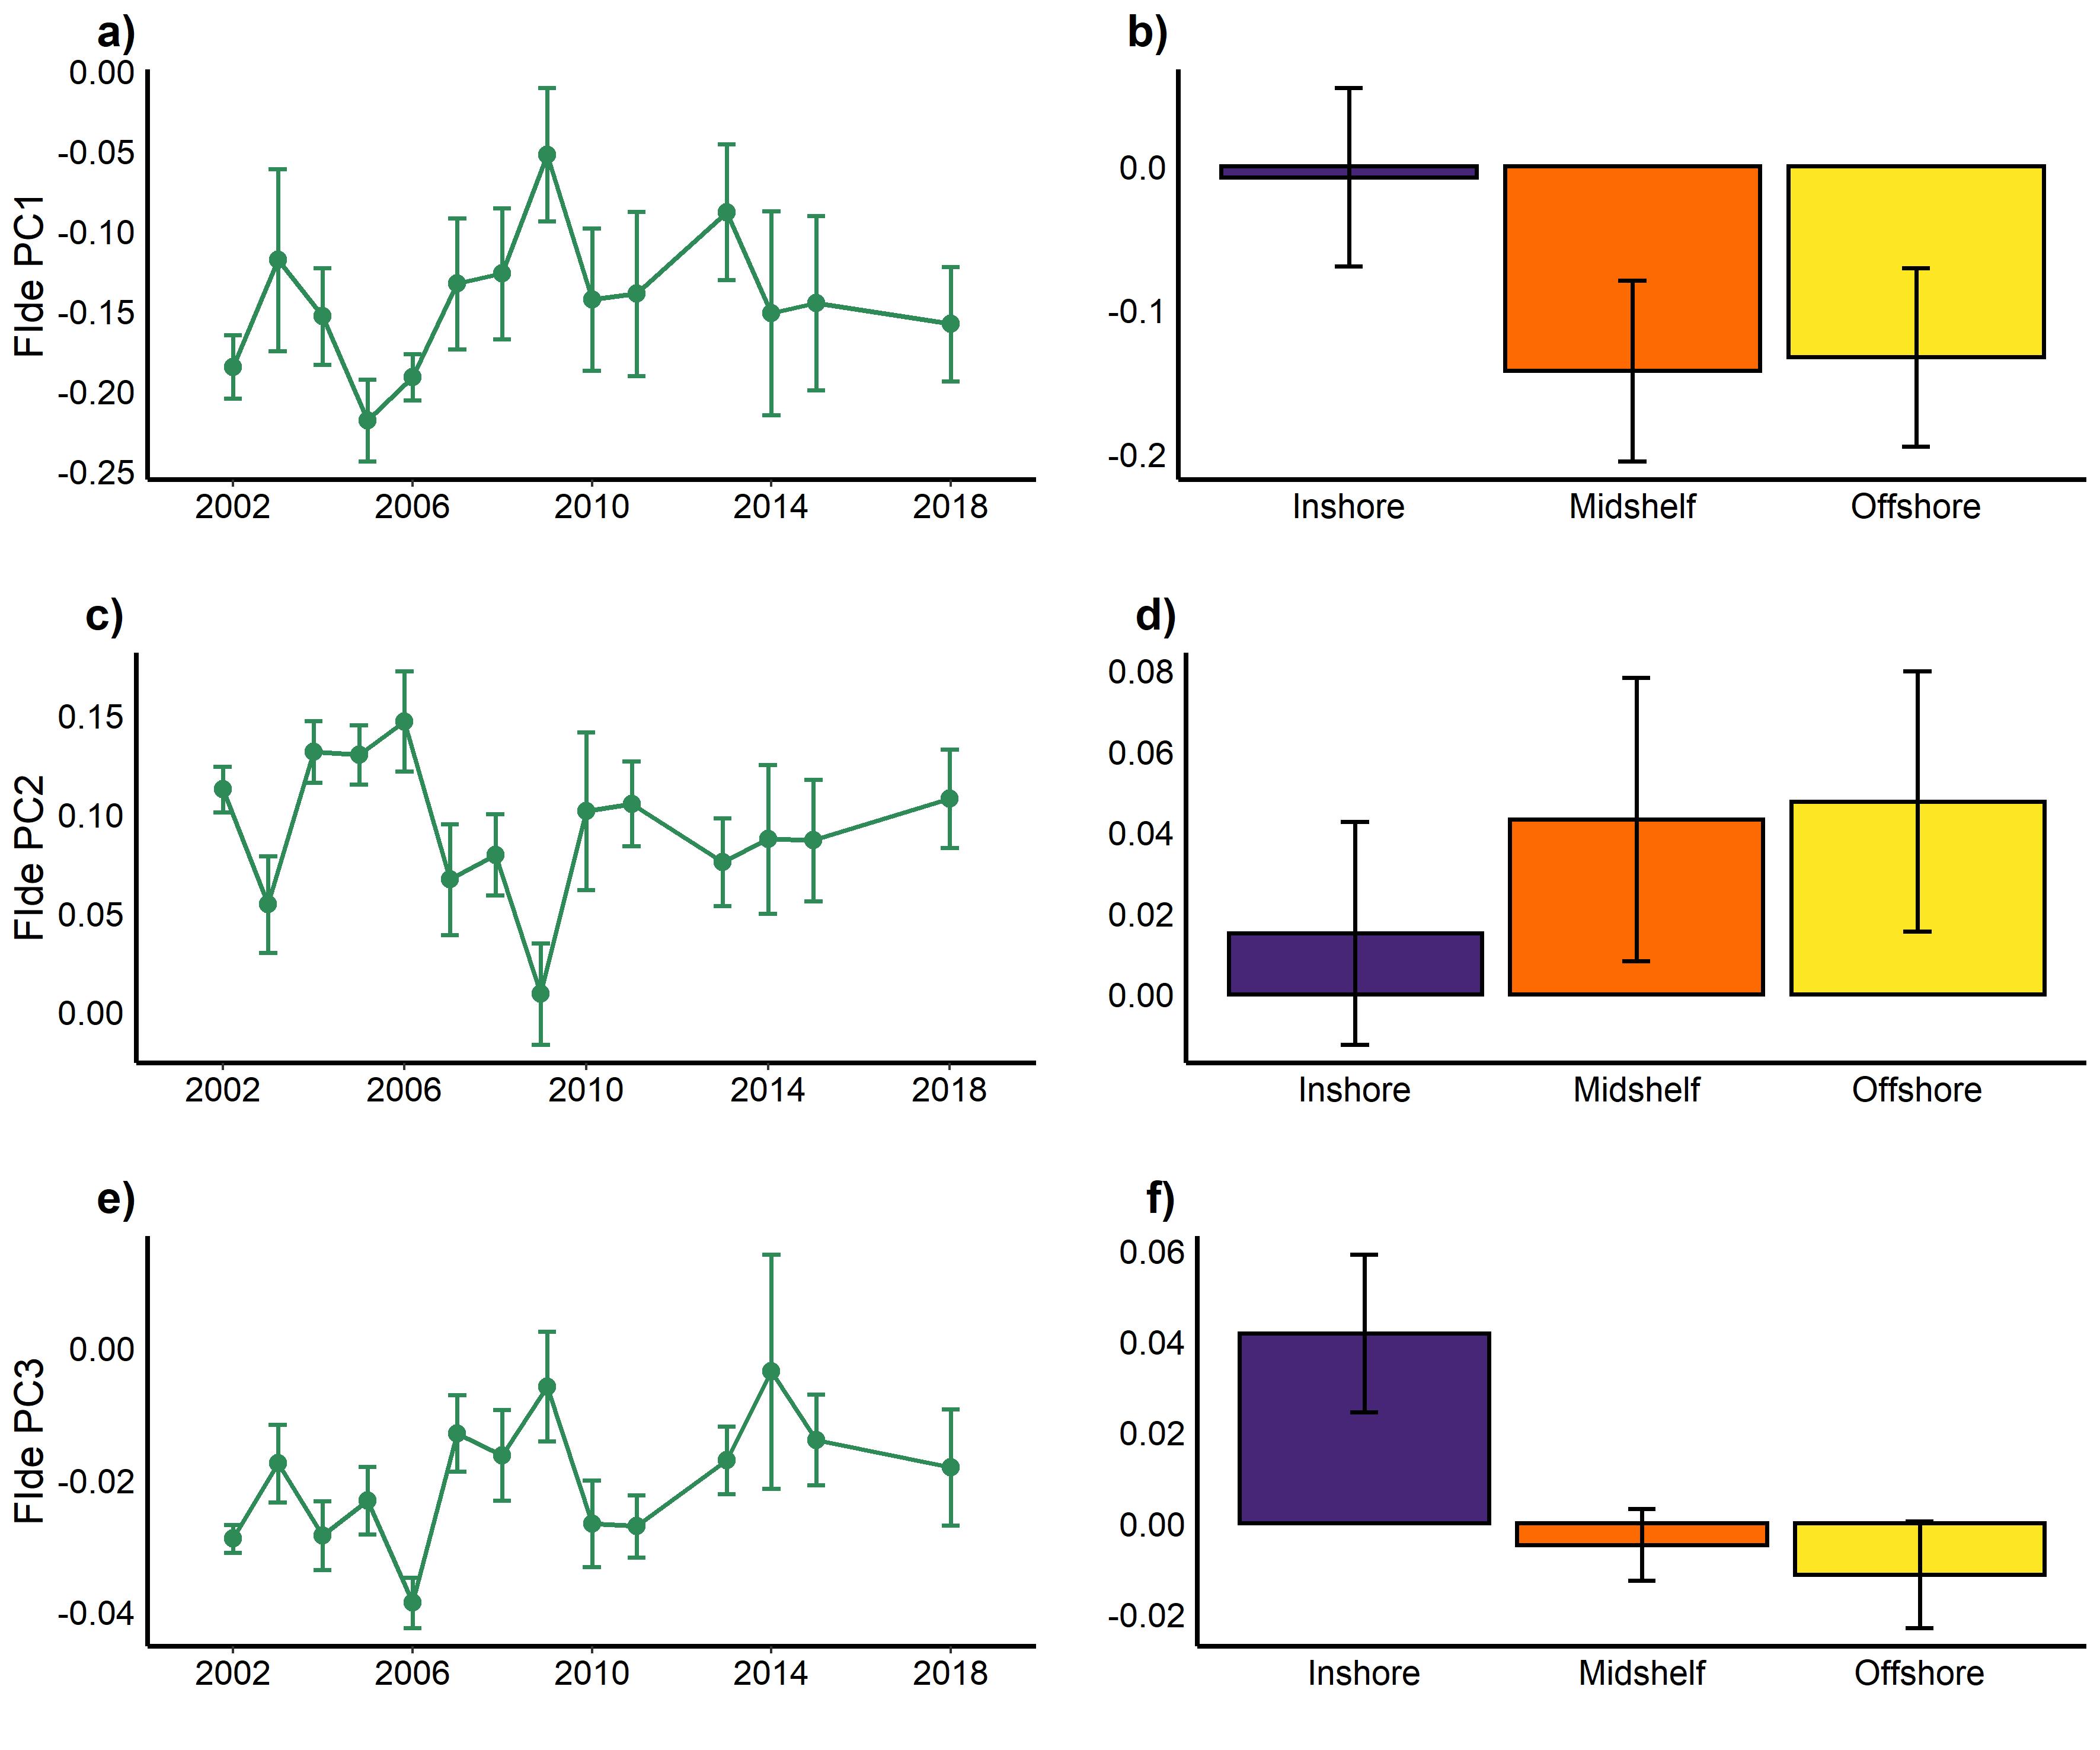 a)
0.00
-0.05
-0.10
-0.15
-0.20
-0.25
FIde PC1
2002 2006 2010 2014 2018
b)
0.0
-0.1
-0.2
Inshore Midshelf Offshore
c)
0.15
0.10
0.05
0.00
FIde PC2
2002 2006 2010 2014 2018
d)
0.08
0.06
0.04
0.02
0.00
Inshore Midshelf Offshore
e)
0.00
-0.02
-0.04
FIde PC3
2002 2006 2010 2014 2018
f)
0.06
0.04
0.02
0.00
-0.02
Inshore Midshelf Offshore